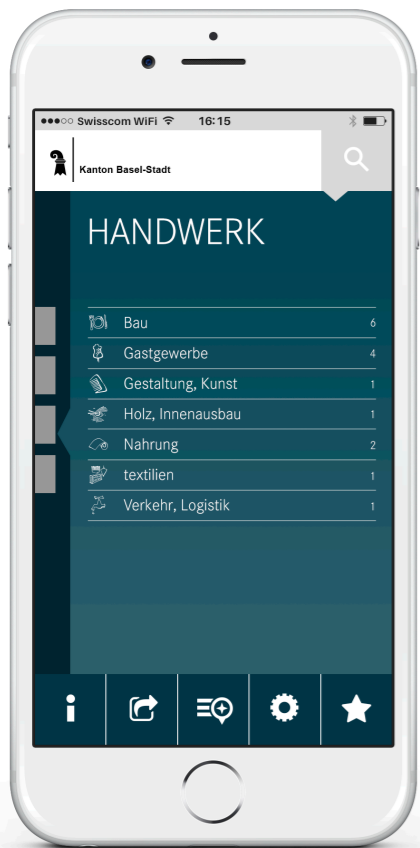 Swisscom WiFi 16:15
Kanton Basel-Stadt
HANDWERK
Bau 6
Gastgewerbe 4
Gestaltung, Kunst 1
Holz, Innenausbau 1
Nahrung 2
textilien 1
Verkehr, Logistik 1